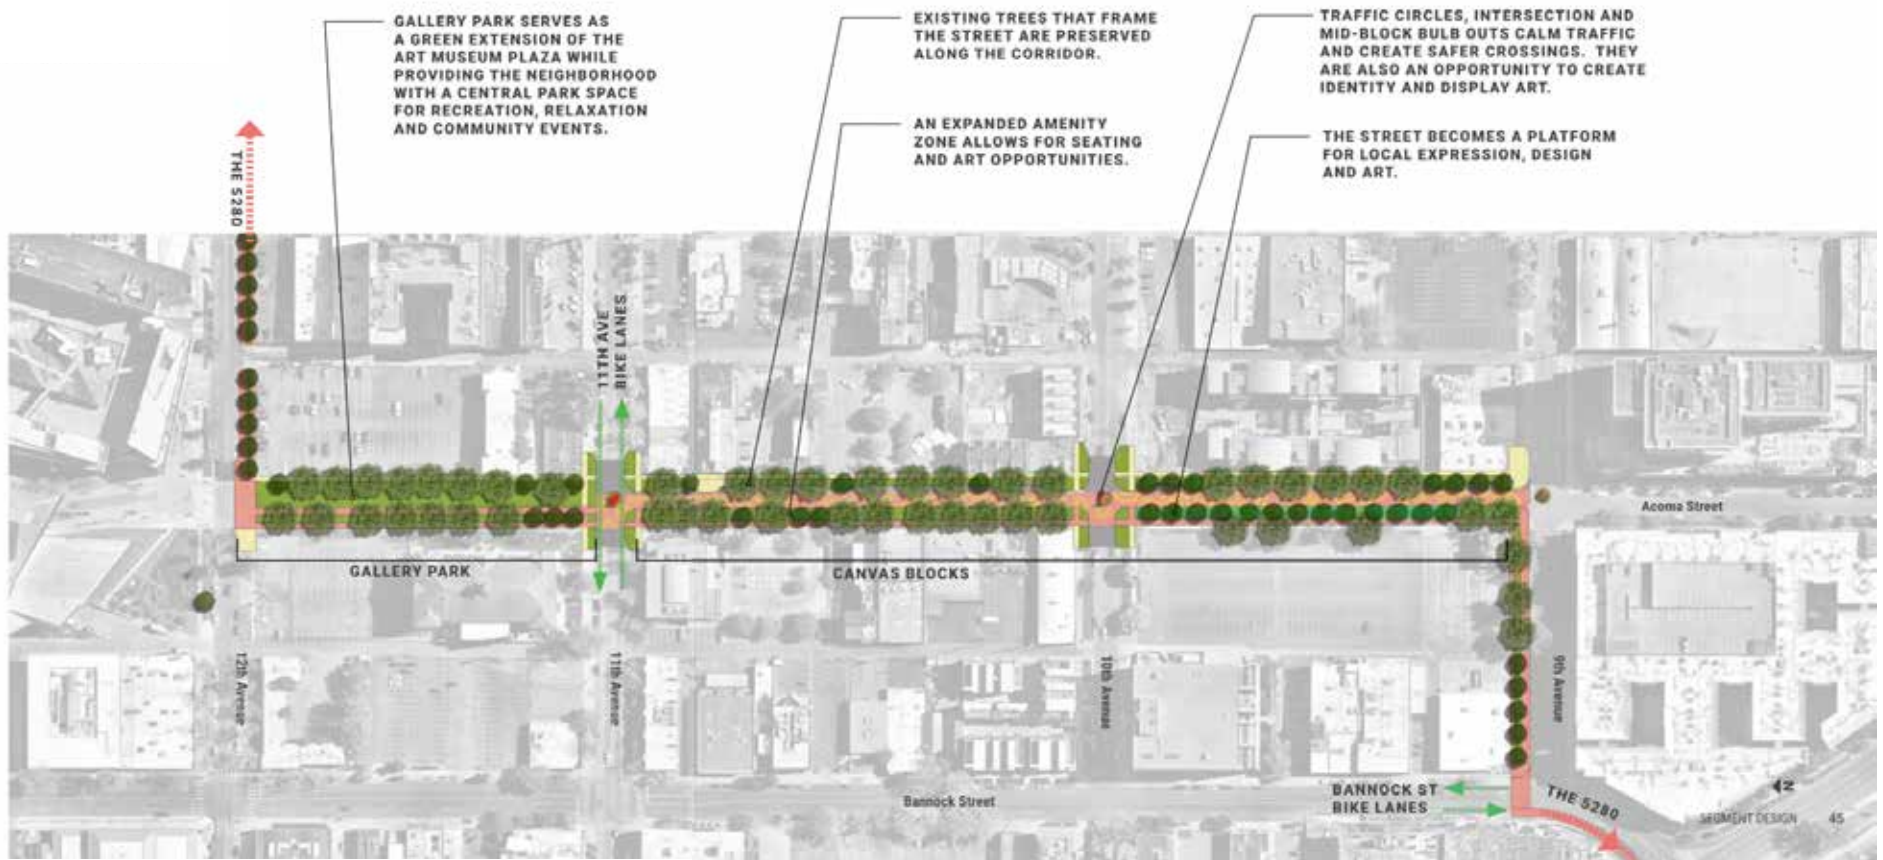 GALLERY PARK SERVES AS
A GREEN EXTENSION OF THE
ART MUSEUM PLAZA WHILE
PROVIDING THE NEIGHBORHOOD
WITH A CENTRAL PARK SPACE
FOR RECREATION, RELAXATION
AND COMMUNITY EVENTS.
EXISTING TREES THAT FRAME
THE STREET ARE PRESERVED
ALONG THE CORRIDOR.
AN EXPANDED AMENITY
ZONE ALLOWS FOR SEATING
AND ART OPPORTUNITIES.
TRAFFIC CIRCLES, INTERSECTION AND
MID-BLOCK BULB OUTS CALM TRAFFIC
AND CREATE SAFER CROSSINGS. THEY
ARE ALSO AN OPPORTUNITY TO CREATE
IDENTITY AND DISPLAY ART.
THE STREET BECOMES A PLATFORM
FOR LOCAL EXPRESSION, DESIGN
AND ART.
THE 5280
11TH AVE
BIKE LANES
Acoma Street
GALLERY PARK
CANVAS BLOCKS
12th Avenue
11th Avenue
10th Avenue
9th Avenue
Bannock Street
BANNOCK ST
BIKE LANES
THE 5280
N
SEGMENT DESIGN 45